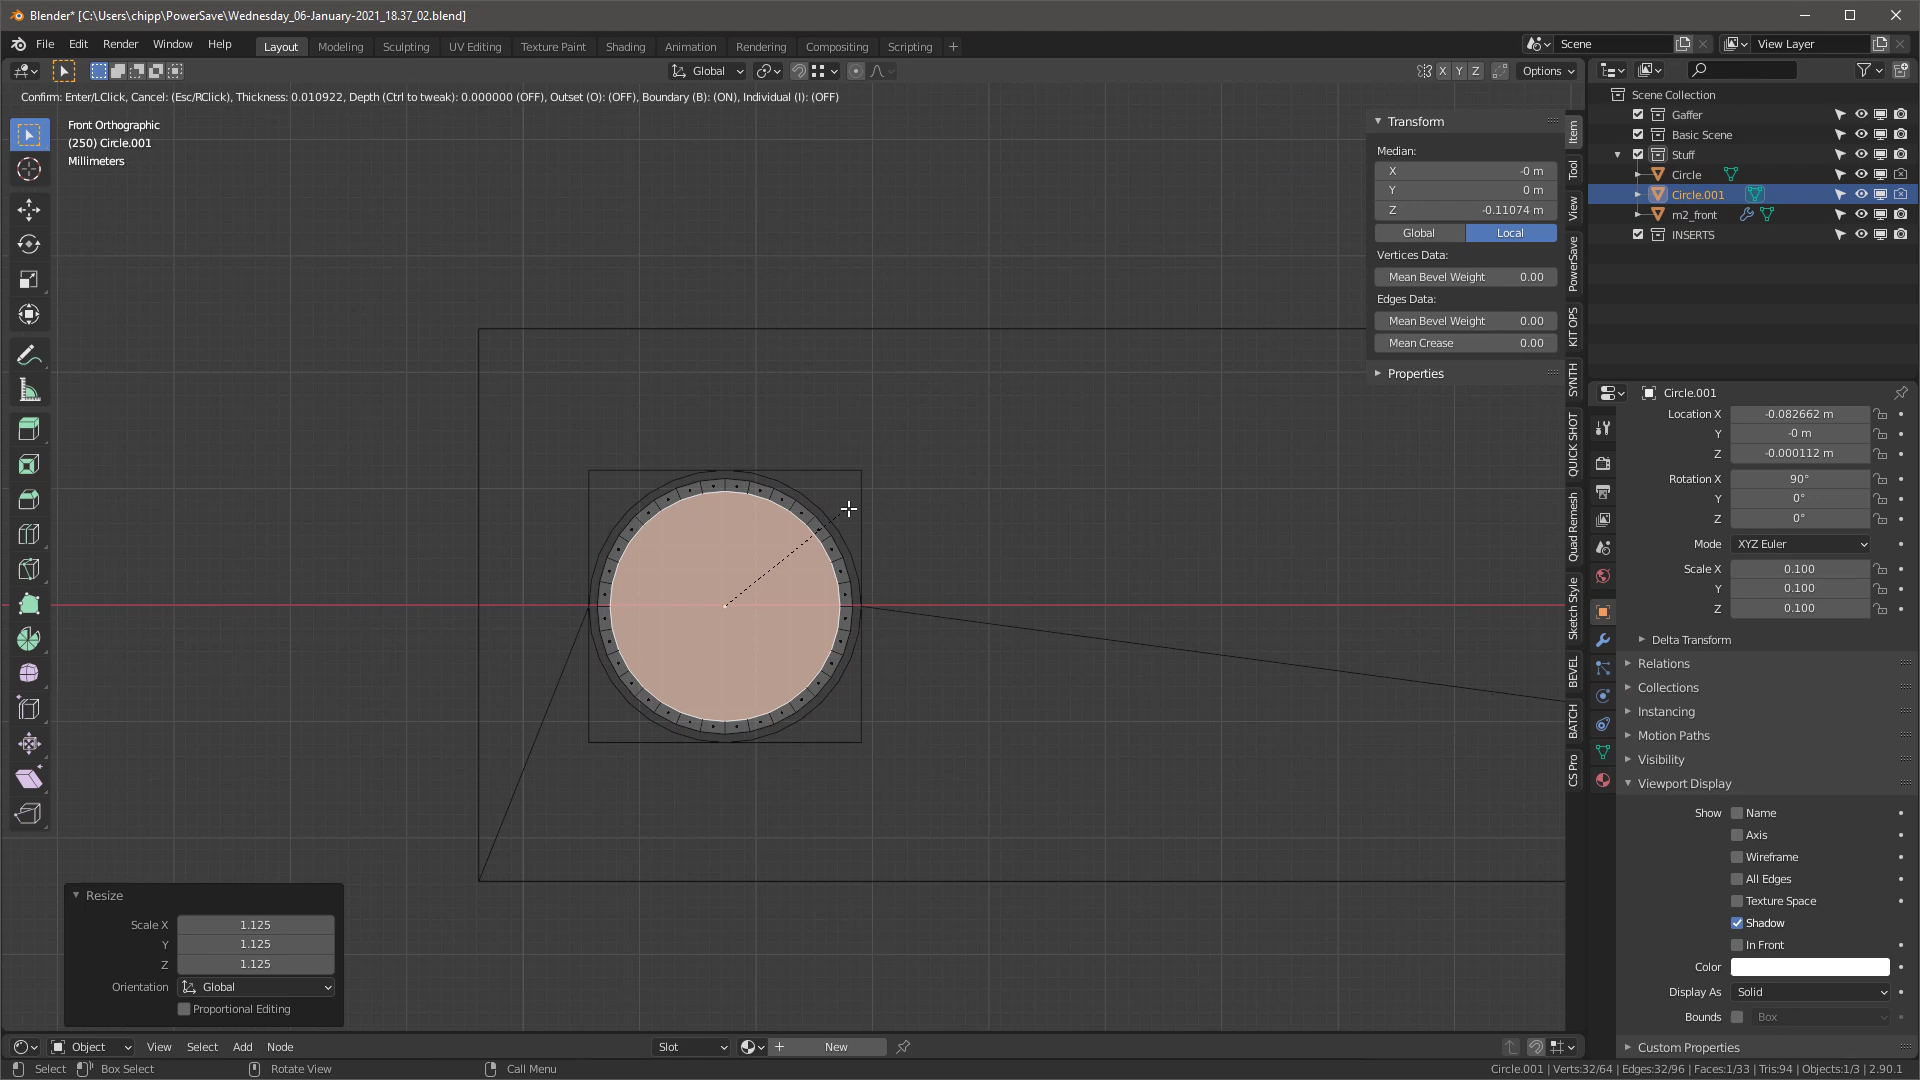 Blender* [C:\Users\chipp\PowerSave\Wednesday_06-January-2021_18.37_02.blend]
File Edit Render Window Help Layout Modeling Sculpting UV Editing Texture Paint Shading Animation Rendering Compositing Scripting + Scene View Layer
Global X Y Z Options
Confirm: Enter/LClick, Cancel: (Esc/RClick), Thickness: 0.010922, Depth (Ctrl to tweak): 0.000000 (OFF), Outset (O): (OFF), Boundary (B): (ON), Individual (I): (OFF)
Front Orthographic
(250) Circle.001
Millimeters
Transform
Median:
X -0 m
Y 0 m
Z -0.11074 m
Global Local
Vertices Data:
Mean Bevel Weight 0.00
Edges Data:
Mean Bevel Weight 0.00
Mean Crease 0.00
Properties
Item
Tool
View
PowerSave
KIT OPS
SYNTH
QUICK SHOT
Quad Remesh
Sketch Style
BEVEL
BATCH
CS Pro
Scene Collection
Gaffer
Basic Scene
Stuff
Circle
Circle.001
m2_front
INSERTS
Circle.001
Location X -0.082662 m
Y -0 m
Z -0.000112 m
Rotation X 90°
Y 0°
Z 0°
Mode XYZ Euler
Scale X 0.100
Y 0.100
Z 0.100
Delta Transform
Relations
Collections
Instancing
Motion Paths
Visibility
Viewport Display
Show Name
Axis
Wireframe
All Edges
Texture Space
Shadow
In Front
Color
Display As Solid
Bounds Box
Custom Properties
Resize
Scale X 1.125
Y 1.125
Z 1.125
Orientation Global
Proportional Editing
Object View Select Add Node Slot + New
Select Box Select Rotate View Call Menu Circle.001 | Verts:32/64 | Edges:32/96 | Faces:1/33 | Tris:94 | Objects:1/3 | 2.90.1